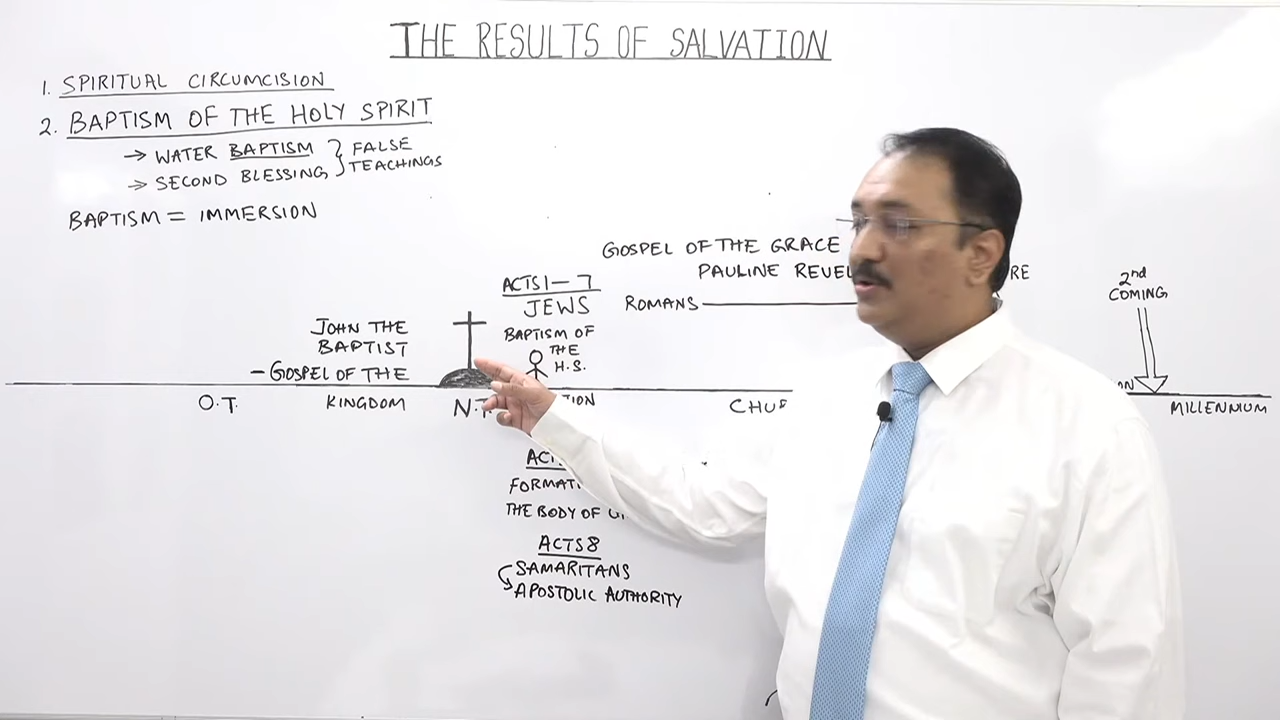 THE RESULTS OF SALVATION
1. SPIRITUAL CIRCUMCISION
2. BAPTISM OF THE HOLY SPIRIT
→ WATER BAPTISM } FALSE
→ SECOND BLESSING TEACHINGS
BAPTISM = IMMERSION
JOHN THE
BAPTIST
- GOSPEL OF THE
KINGDOM
O.T.
ACTS 1-7
JEWS
BAPTISM OF
THE
H.S.
ACTS 8
SAMARITANS
APOSTOLIC AUTHORITY
FORMAT
THE BODY OF
GOSPEL OF THE GRACE
PAULINE
ROMANS
2nd
COMING
MILLENNIUM